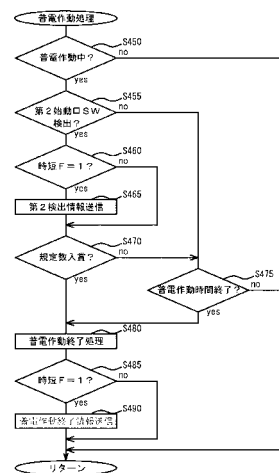 普電作動処理
S450
普電作動中？
no
yes
S455
第２始動口ＳＷ
検出？
no
yes
S460
時短Ｆ＝１？
no
yes
S465
第２検出情報送信
S470
規定数入賞？
no
yes
S475
普電作動時間終了？
no
yes
S480
普電作動終了処理
S485
時短Ｆ＝１？
no
yes
S490
普電作動終了情報送信
リターン